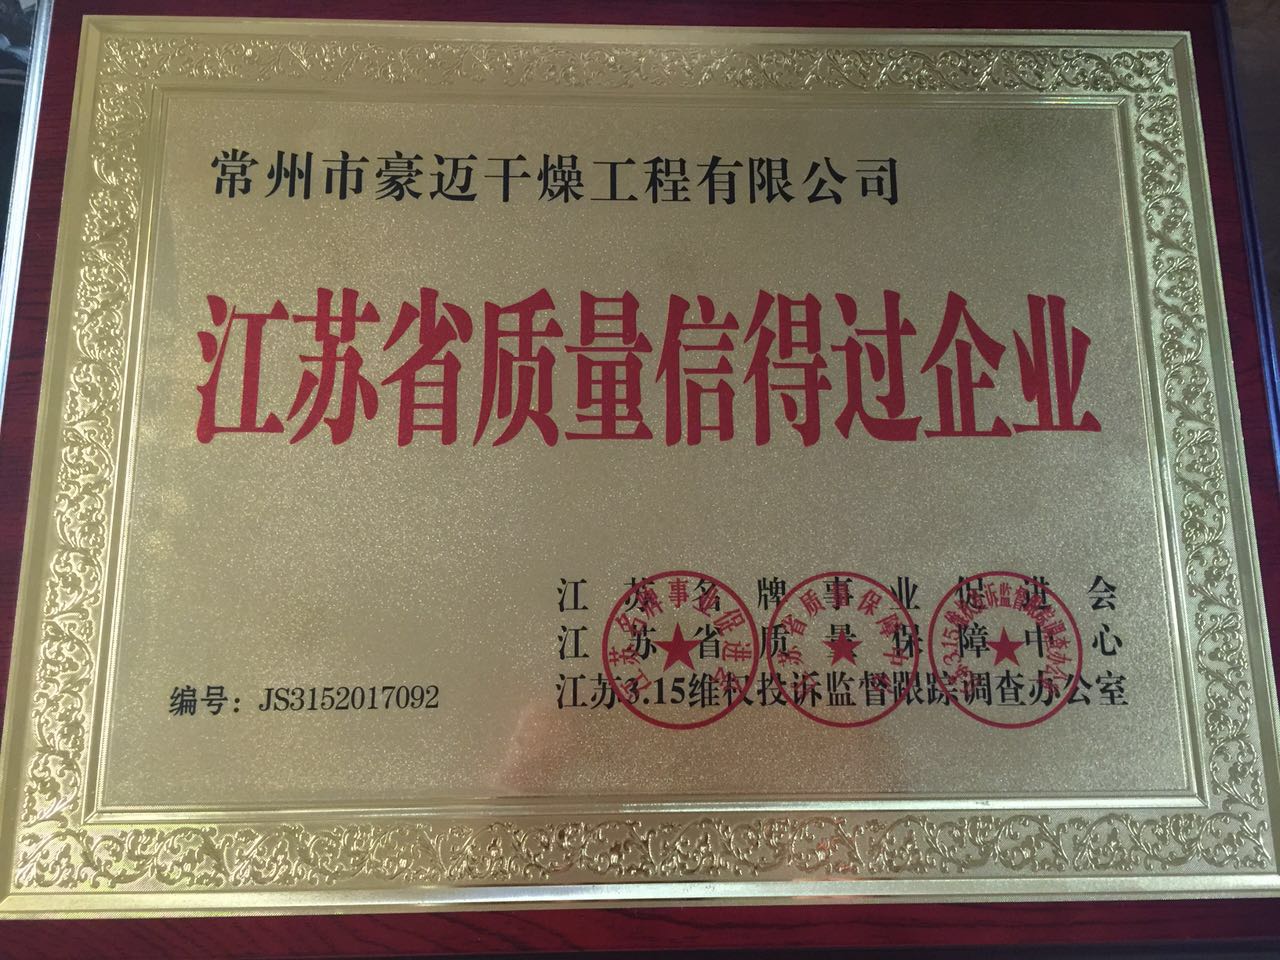 常州市豪迈干燥工程有限公司
江苏省质量信得过企业
江苏名牌事业促进会
江苏省质量保障中心
江苏3.15维权投诉监督跟踪调查办公室
编号：JS3152017092